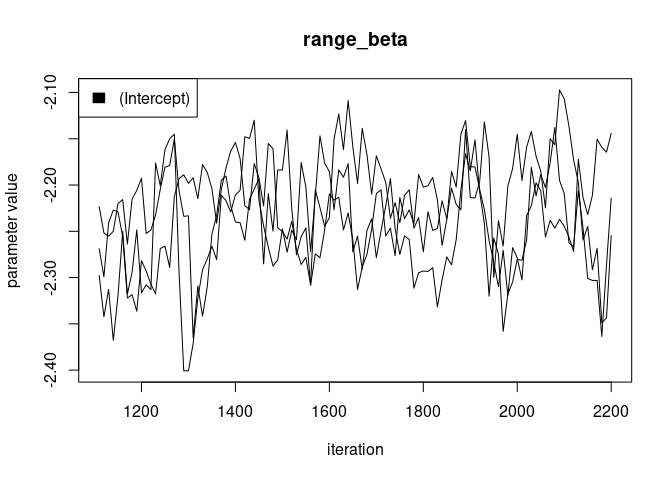 range_beta
(Intercept)
parameter value
-2.10
-2.20
-2.30
-2.40
1200 1400 1600 1800 2000 2200
iteration